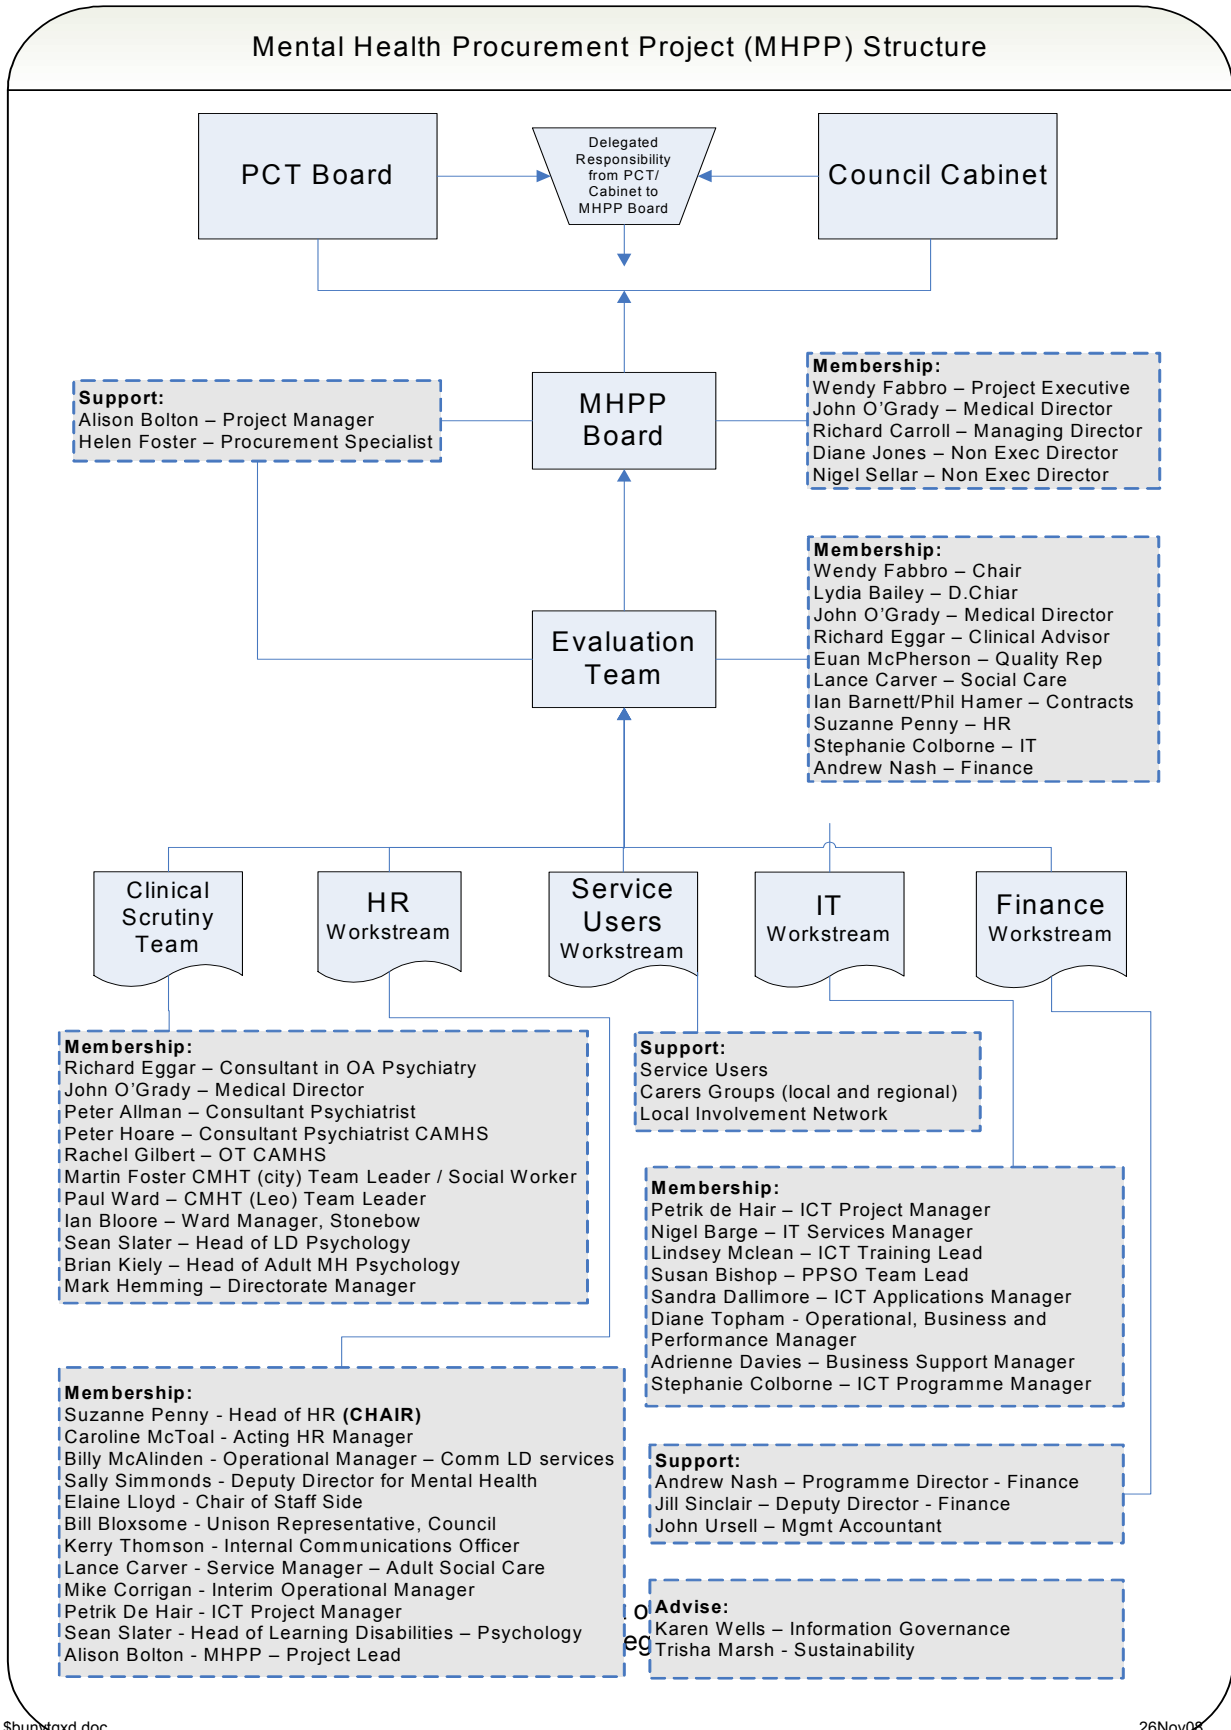 Mental Health Procurement Project (MHPP) Structure
PCT Board
Delegated
Responsibility
from PCT/
Cabinet to
MHPP Board
Council Cabinet
Support:
Alison Bolton – Project Manager
Helen Foster – Procurement Specialist
MHPP
Board
Membership:
Wendy Fabbro – Project Executive
John O'Grady – Medical Director
Richard Carroll – Managing Director
Diane Jones – Non Exec Director
Nigel Sellar – Non Exec Director
Evaluation
Team
Membership:
Wendy Fabbro – Chair
Lydia Bailey – D.Chiar
John O'Grady – Medical Director
Richard Eggar – Clinical Advisor
Euan McPherson – Quality Rep
Lance Carver – Social Care
Ian Barnett/Phil Hamer – Contracts
Suzanne Penny – HR
Stephanie Colborne – IT
Andrew Nash – Finance
Clinical
Scrutiny
Team
HR
Workstream
Service
Users
Workstream
IT
Workstream
Finance
Workstream
Membership:
Richard Eggar – Consultant in OA Psychiatry
John O'Grady – Medical Director
Peter Allman – Consultant Psychiatrist
Peter Hoare – Consultant Psychiatrist CAMHS
Rachel Gilbert – OT CAMHS
Martin Foster CMHT (city) Team Leader / Social Worker
Paul Ward – CMHT (Leo) Team Leader
Ian Bloore – Ward Manager, Stonebow
Sean Slater – Head of LD Psychology
Brian Kiely – Head of Adult MH Psychology
Mark Hemming – Directorate Manager
Support:
Service Users
Carers Groups (local and regional)
Local Involvement Network
Membership:
Petrik de Hair – ICT Project Manager
Nigel Barge – IT Services Manager
Lindsey Mclean – ICT Training Lead
Susan Bishop – PPSO Team Lead
Sandra Dallimore – ICT Applications Manager
Diane Topham - Operational, Business and
Performance Manager
Adrienne Davies – Business Support Manager
Stephanie Colborne – ICT Programme Manager
Membership:
Suzanne Penny - Head of HR (CHAIR)
Caroline McToal - Acting HR Manager
Billy McAlinden - Operational Manager – Comm LD services
Sally Simmonds - Deputy Director for Mental Health
Elaine Lloyd - Chair of Staff Side
Bill Bloxsome - Unison Representative, Council
Kerry Thomson - Internal Communications Officer
Lance Carver - Service Manager – Adult Social Care
Mike Corrigan - Interim Operational Manager
Petrik De Hair - ICT Project Manager
Sean Slater - Head of Learning Disabilities – Psychology
Alison Bolton - MHPP – Project Lead
Support:
Andrew Nash – Programme Director - Finance
Jill Sinclair – Deputy Director - Finance
John Ursell – Mgmt Accountant
Advise:
Karen Wells – Information Governance
Trisha Marsh - Sustainability
26Nov08